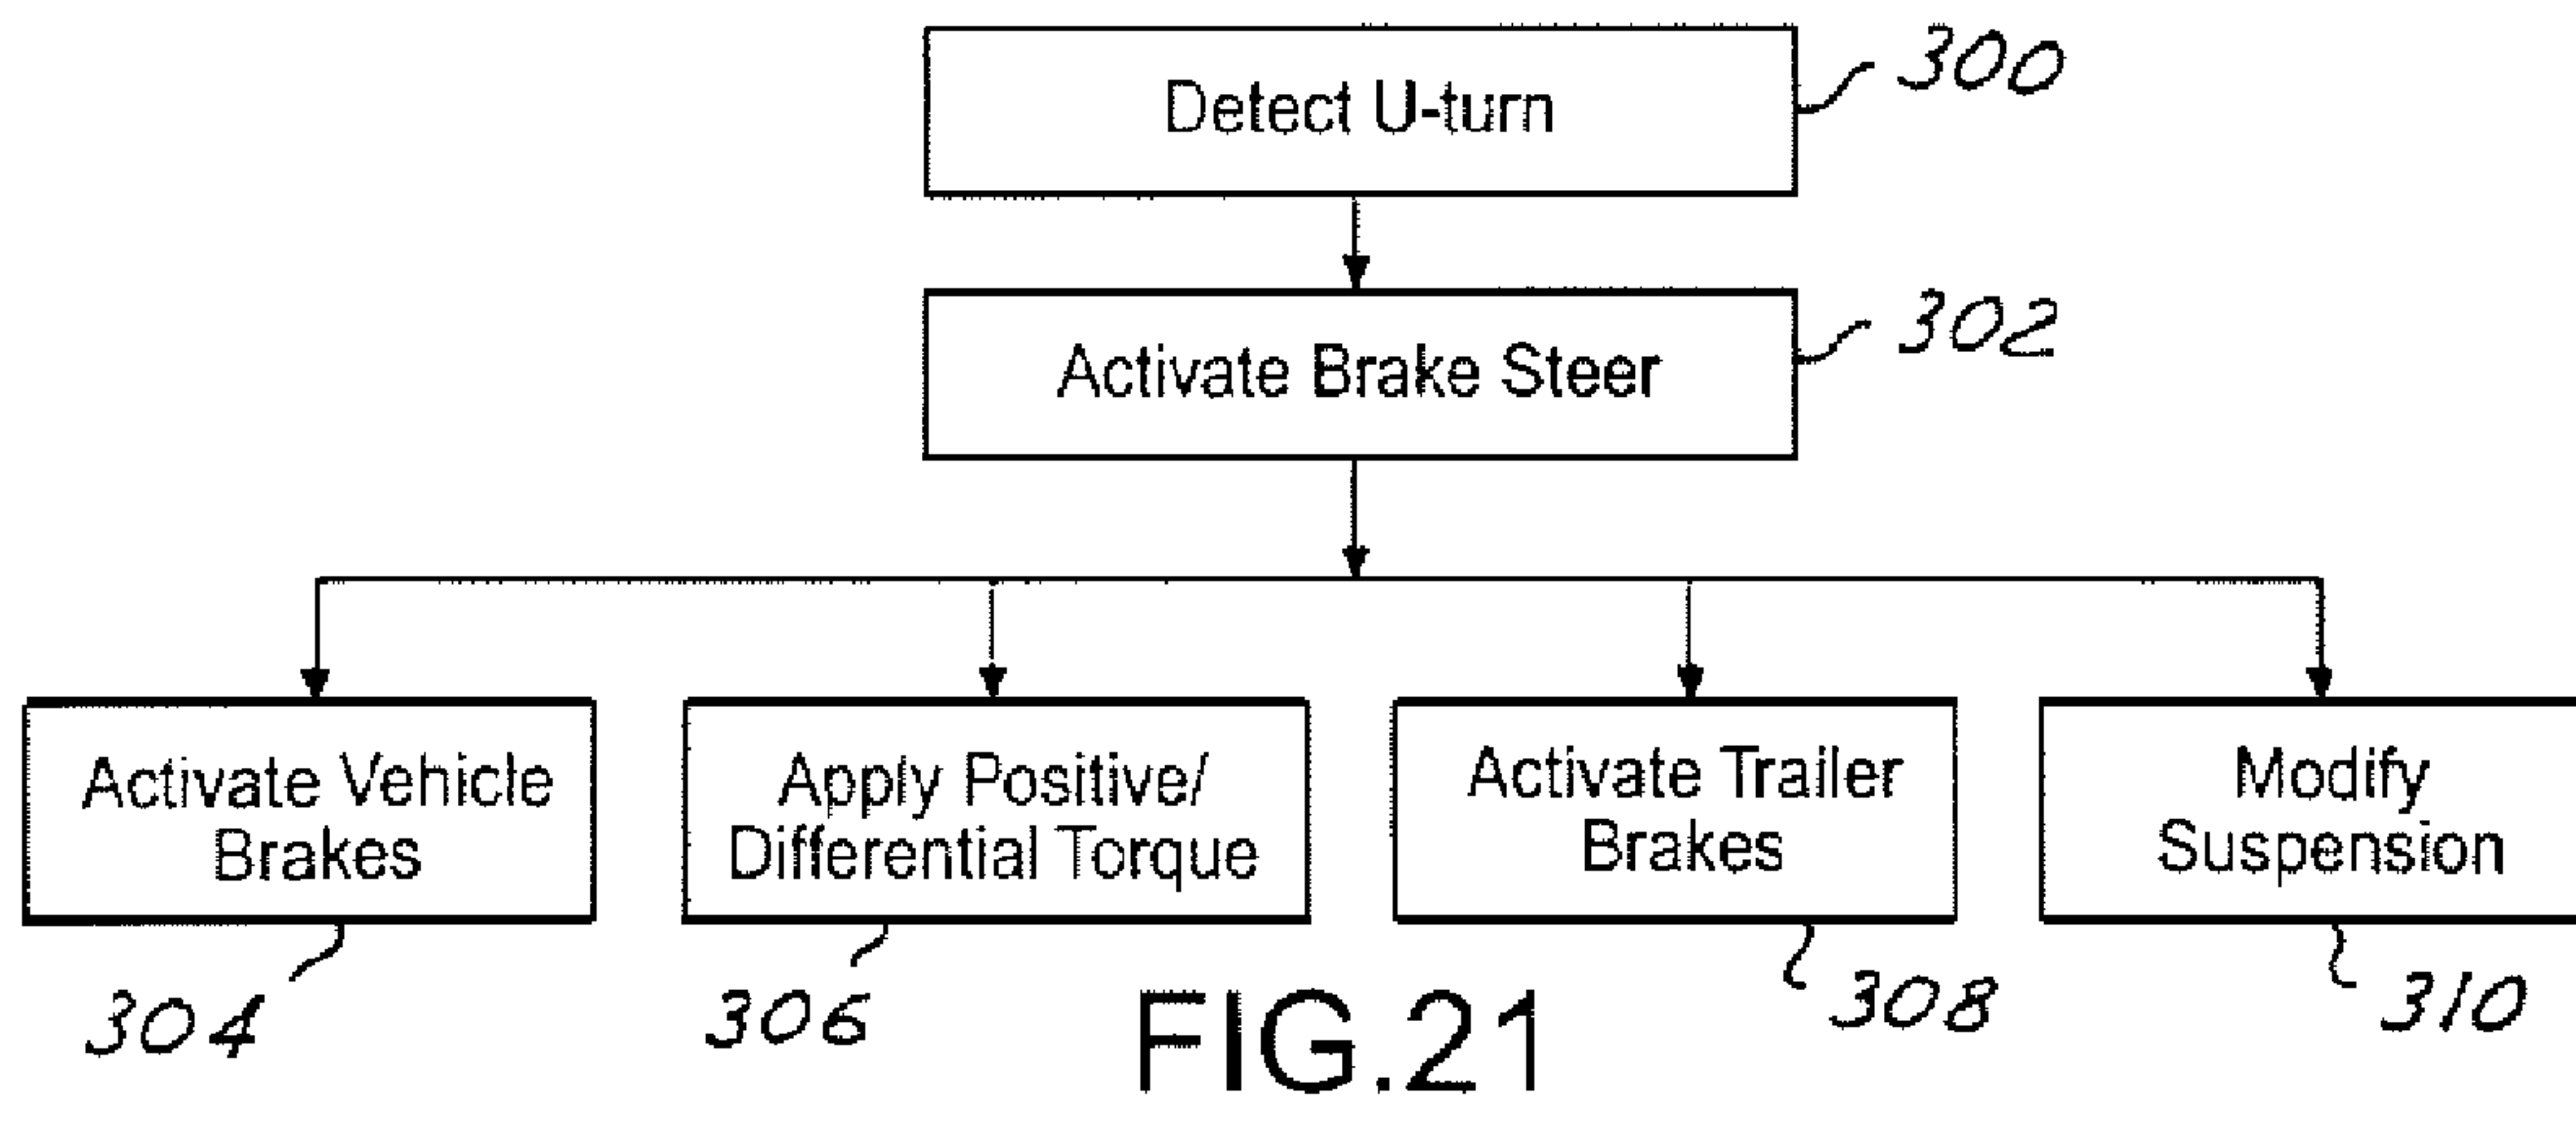 Detect U-turn
300
Activate Brake Steer
302
Activate Vehicle
Brakes
304
Apply Positive/
Differential Torque
306
Activate Trailer
Brakes
308
Modify
Suspension
310
FIG.21